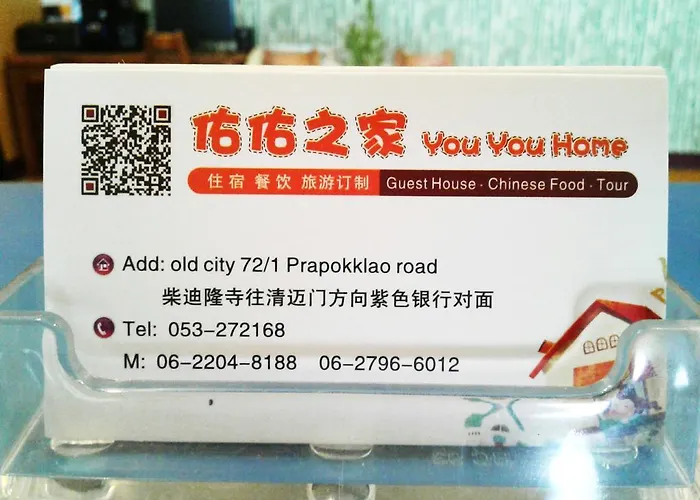 佑佑之家 You You Home
住宿 餐饮 旅游订制 Guest House · Chinese Food · Tour
Add: old city 72/1 Prapokklao road
柴迪隆寺往清迈门方向紫色银行对面
Tel: 053-272168
M: 06-2204-8188 06-2796-6012